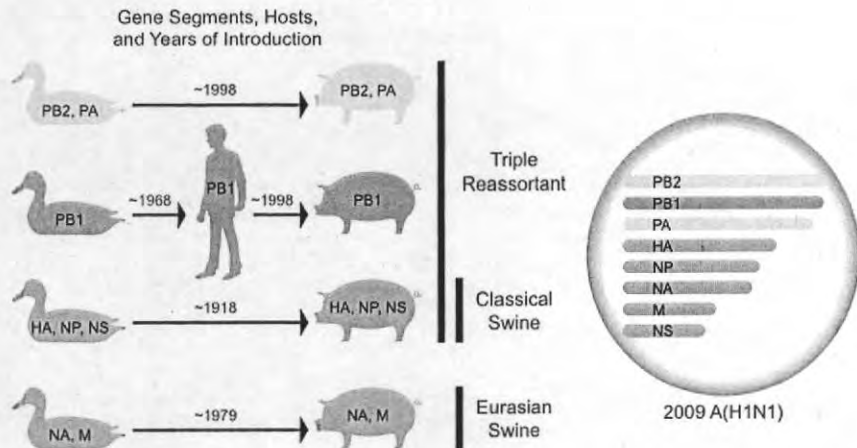 Gene Segments, Hosts,
and Years of Introduction
PB2, PA
~1998
PB2, PA
PB1
~1968
PB1
~1998
PB1
HA, NP, NS
~1918
HA, NP, NS
NA, M
~1979
NA, M
Triple
Reassortant
Classical
Swine
Eurasian
Swine
PB2
PB1
PA
HA
NP
NA
M
NS
2009 A(H1N1)